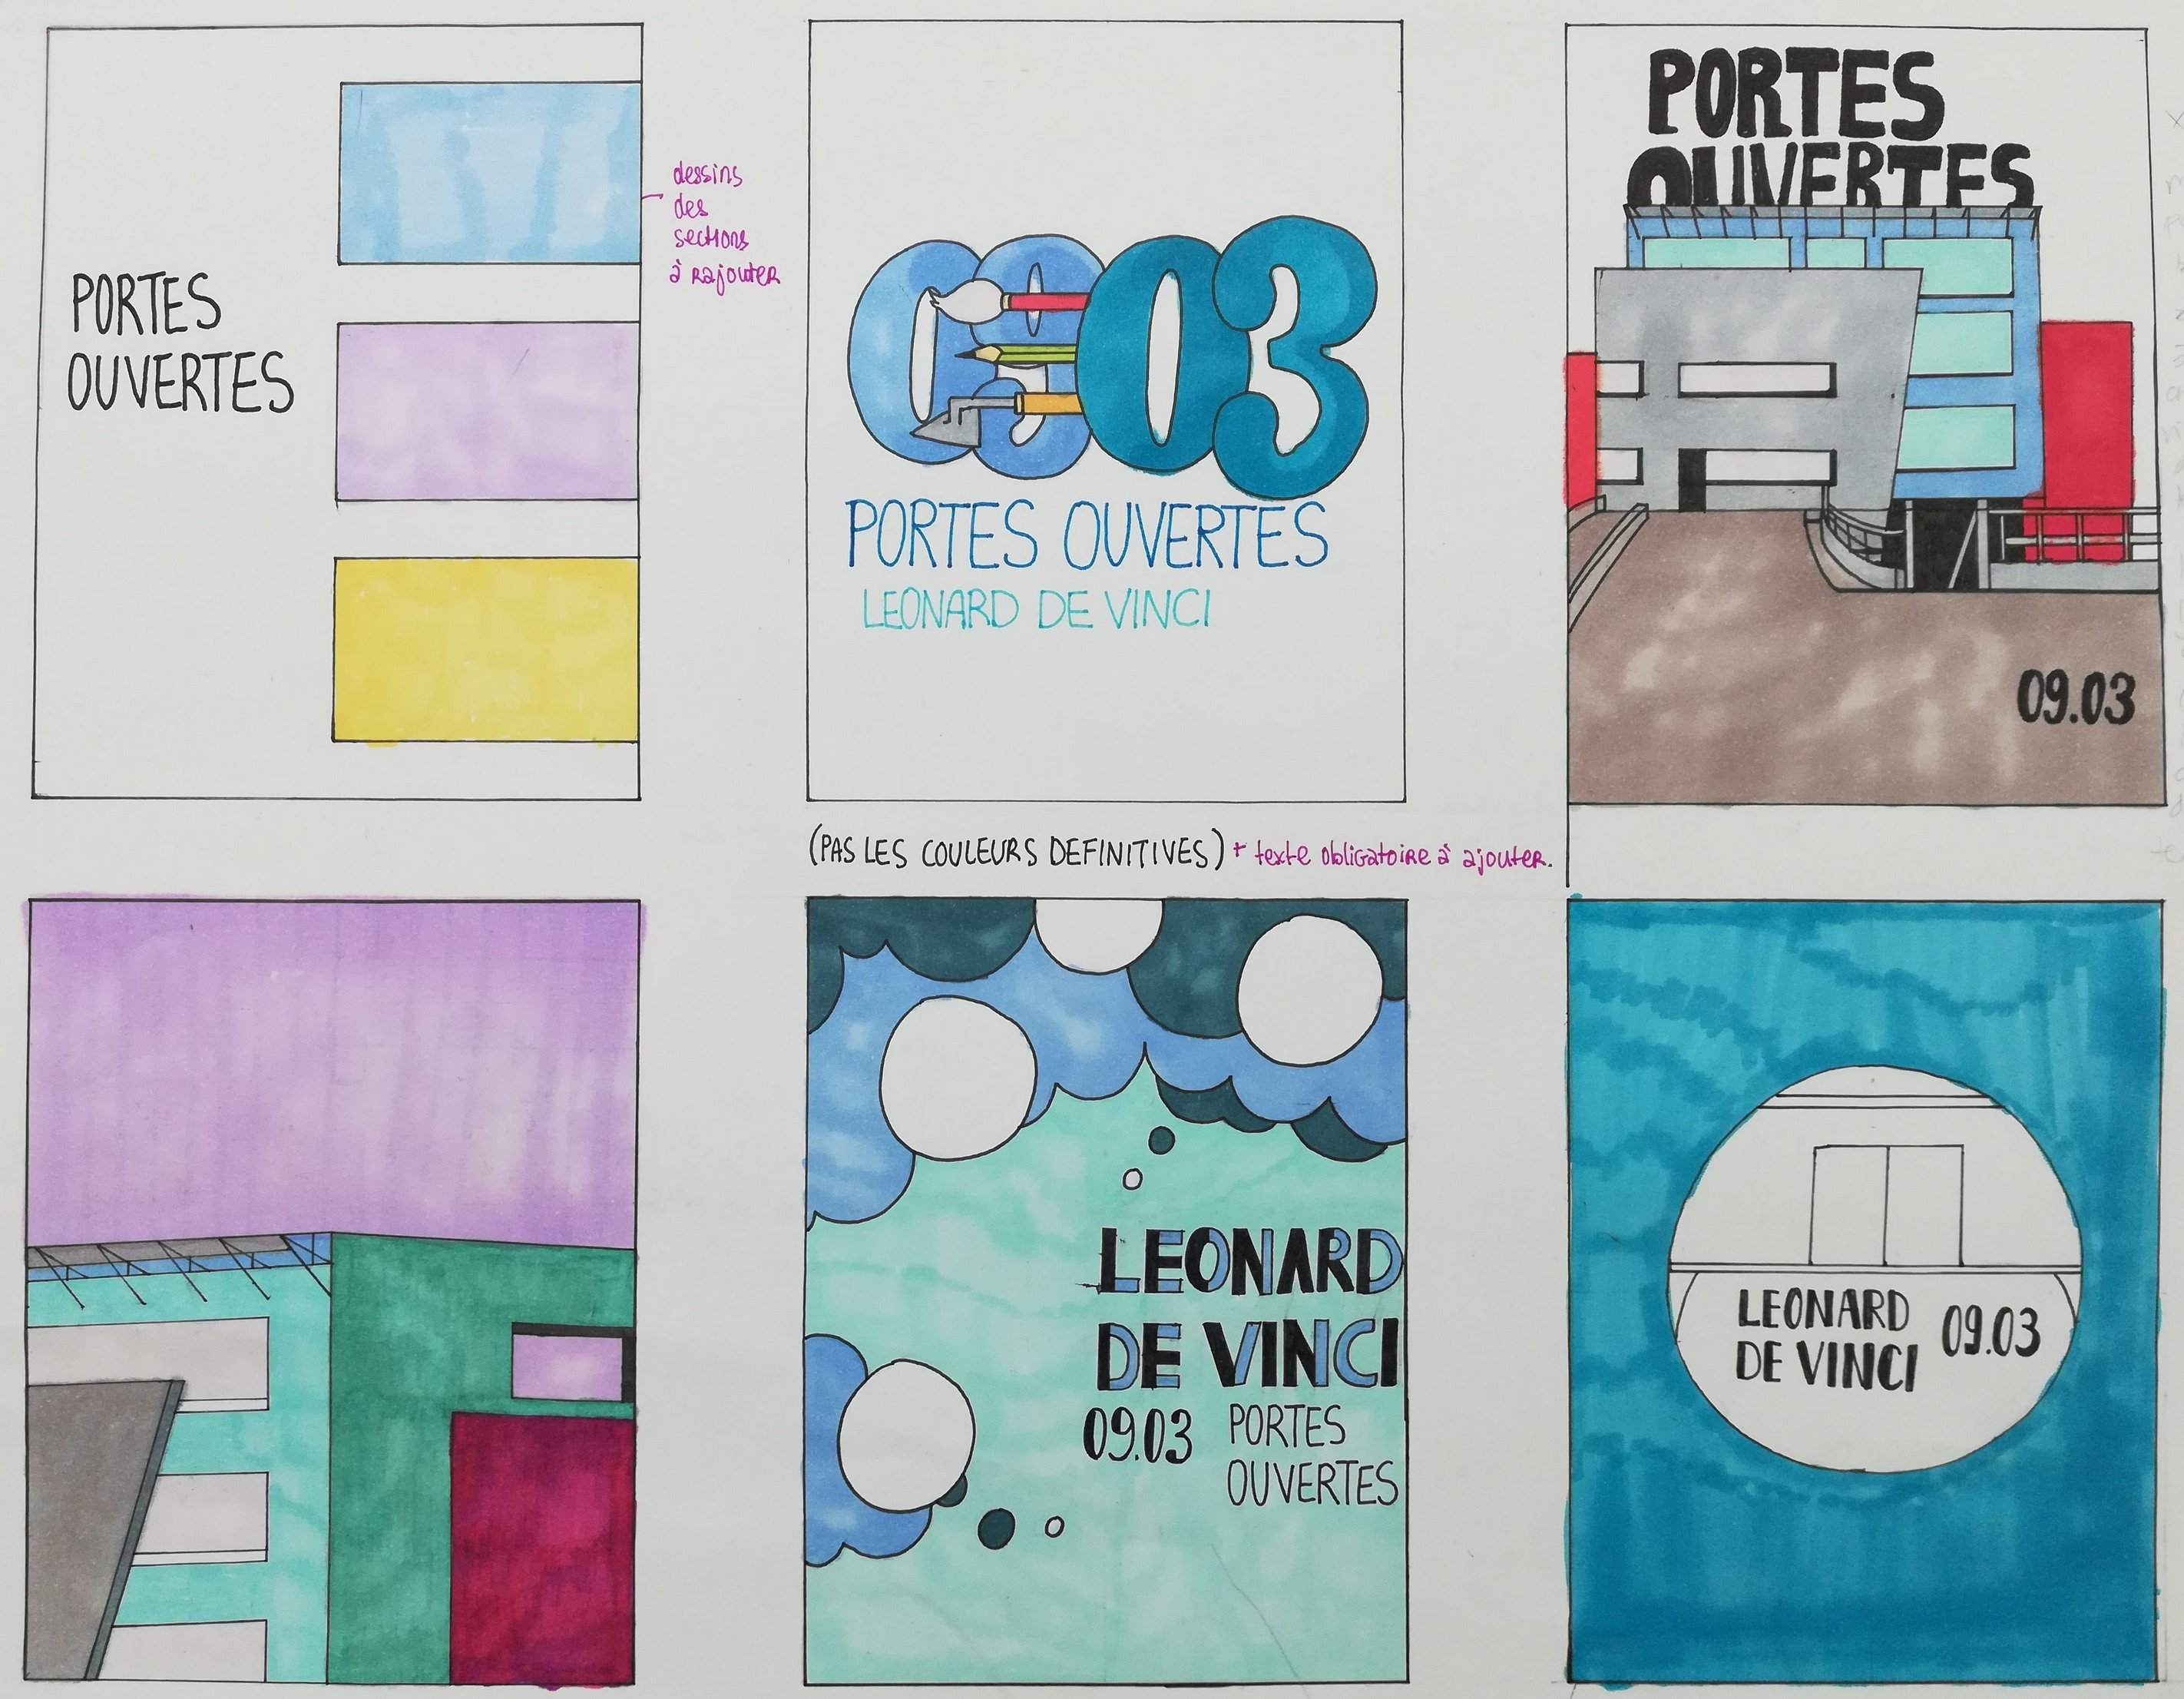 PORTES
OUVERTES
dessins
des
sections
à rajouter
09 03
PORTES OUVERTES
LEONARD DE VINCI
PORTES
OUVERTES
09.03
(PAS LES COULEURS DEFINITIVES) + texte obligatoire à ajouter.
LEONARD
DE VINCI
09.03 PORTES
OUVERTES
LEONARD
DE VINCI 09.03